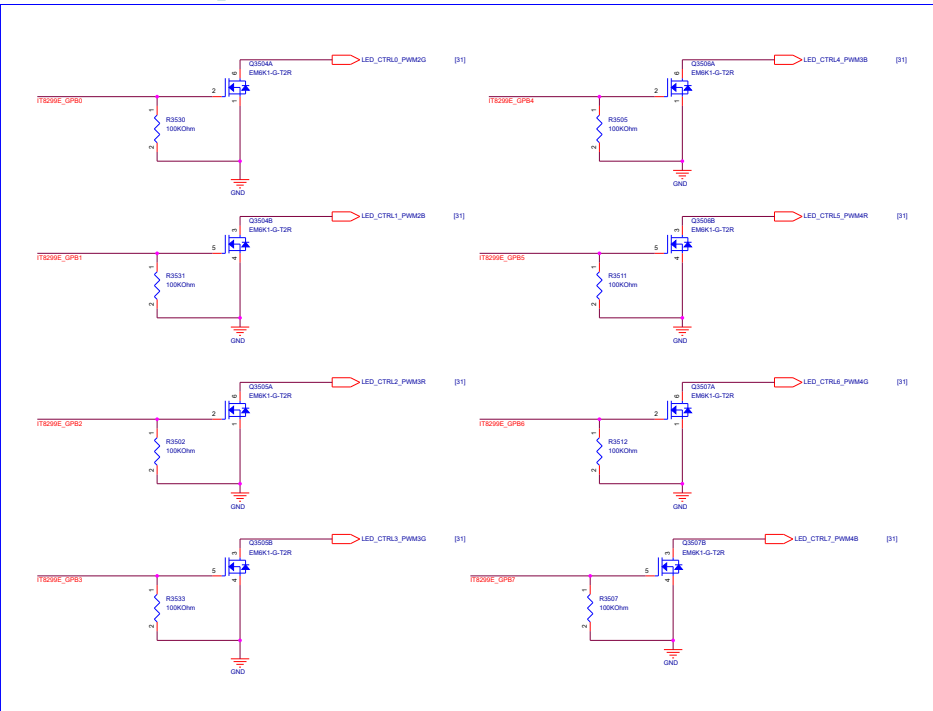 Q3504A
EM6K1-G-T2R
LED_CTRL0_PWM2G [31]
6
2
1
IT8299E_GPB0
1
R3530
100KOhm
2
GND
Q3506A
EM6K1-G-T2R
LED_CTRL4_PWM3B [31]
6
2
1
IT8299E_GPB4
1
R3505
100KOhm
2
GND
Q3504B
EM6K1-G-T2R
LED_CTRL1_PWM2B [31]
3
5
4
IT8299E_GPB1
1
R3531
100KOhm
2
GND
Q3506B
EM6K1-G-T2R
LED_CTRL5_PWM4R [31]
3
5
4
IT8299E_GPB5
1
R3511
100KOhm
2
GND
Q3505A
EM6K1-G-T2R
LED_CTRL2_PWM3R [31]
6
2
1
IT8299E_GPB2
1
R3502
100KOhm
2
GND
Q3507A
EM6K1-G-T2R
LED_CTRL6_PWM4G [31]
6
2
1
IT8299E_GPB6
1
R3512
100KOhm
2
GND
Q3505B
EM6K1-G-T2R
LED_CTRL3_PWM3G [31]
3
5
4
IT8299E_GPB3
1
R3533
100KOhm
2
GND
Q3507B
EM6K1-G-T2R
LED_CTRL7_PWM4B [31]
3
5
4
IT8299E_GPB7
1
R3507
100KOhm
2
GND